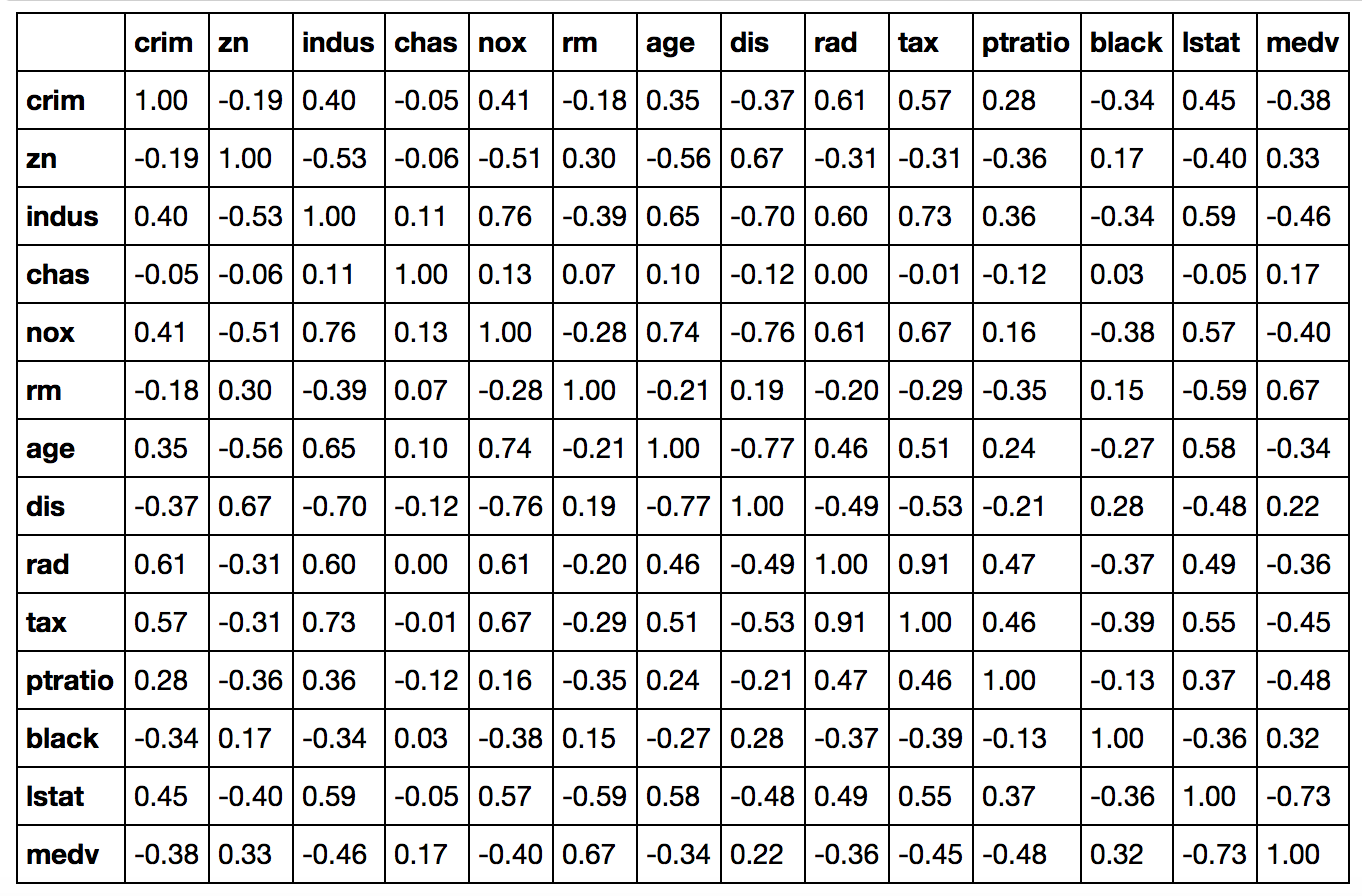 crim zn indus chas nox rm age dis rad tax ptratio black lstat medv
crim 1.00 -0.19 0.40 -0.05 0.41 -0.18 0.35 -0.37 0.61 0.57 0.28 -0.34 0.45 -0.38
zn -0.19 1.00 -0.53 -0.06 -0.51 0.30 -0.56 0.67 -0.31 -0.31 -0.36 0.17 -0.40 0.33
indus 0.40 -0.53 1.00 0.11 0.76 -0.39 0.65 -0.70 0.60 0.73 0.36 -0.34 0.59 -0.46
chas -0.05 -0.06 0.11 1.00 0.13 0.07 0.10 -0.12 0.00 -0.01 -0.12 0.03 -0.05 0.17
nox 0.41 -0.51 0.76 0.13 1.00 -0.28 0.74 -0.76 0.61 0.67 0.16 -0.38 0.57 -0.40
rm -0.18 0.30 -0.39 0.07 -0.28 1.00 -0.21 0.19 -0.20 -0.29 -0.35 0.15 -0.59 0.67
age 0.35 -0.56 0.65 0.10 0.74 -0.21 1.00 -0.77 0.46 0.51 0.24 -0.27 0.58 -0.34
dis -0.37 0.67 -0.70 -0.12 -0.76 0.19 -0.77 1.00 -0.49 -0.53 -0.21 0.28 -0.48 0.22
rad 0.61 -0.31 0.60 0.00 0.61 -0.20 0.46 -0.49 1.00 0.91 0.47 -0.37 0.49 -0.36
tax 0.57 -0.31 0.73 -0.01 0.67 -0.29 0.51 -0.53 0.91 1.00 0.46 -0.39 0.55 -0.45
ptratio 0.28 -0.36 0.36 -0.12 0.16 -0.35 0.24 -0.21 0.47 0.46 1.00 -0.13 0.37 -0.48
black -0.34 0.17 -0.34 0.03 -0.38 0.15 -0.27 0.28 -0.37 -0.39 -0.13 1.00 -0.36 0.32
lstat 0.45 -0.40 0.59 -0.05 0.57 -0.59 0.58 -0.48 0.49 0.55 0.37 -0.36 1.00 -0.73
medv -0.38 0.33 -0.46 0.17 -0.40 0.67 -0.34 0.22 -0.36 -0.45 -0.48 0.32 -0.73 1.00